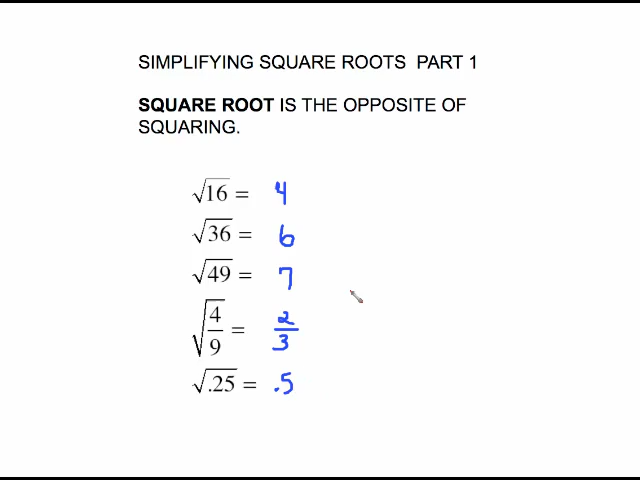 SIMPLIFYING SQUARE ROOTS PART 1
SQUARE ROOT IS THE OPPOSITE OF
SQUARING.
√16 = 4
√36 = 6
√49 = 7
√4/9 = 2/3
√.25 = .5